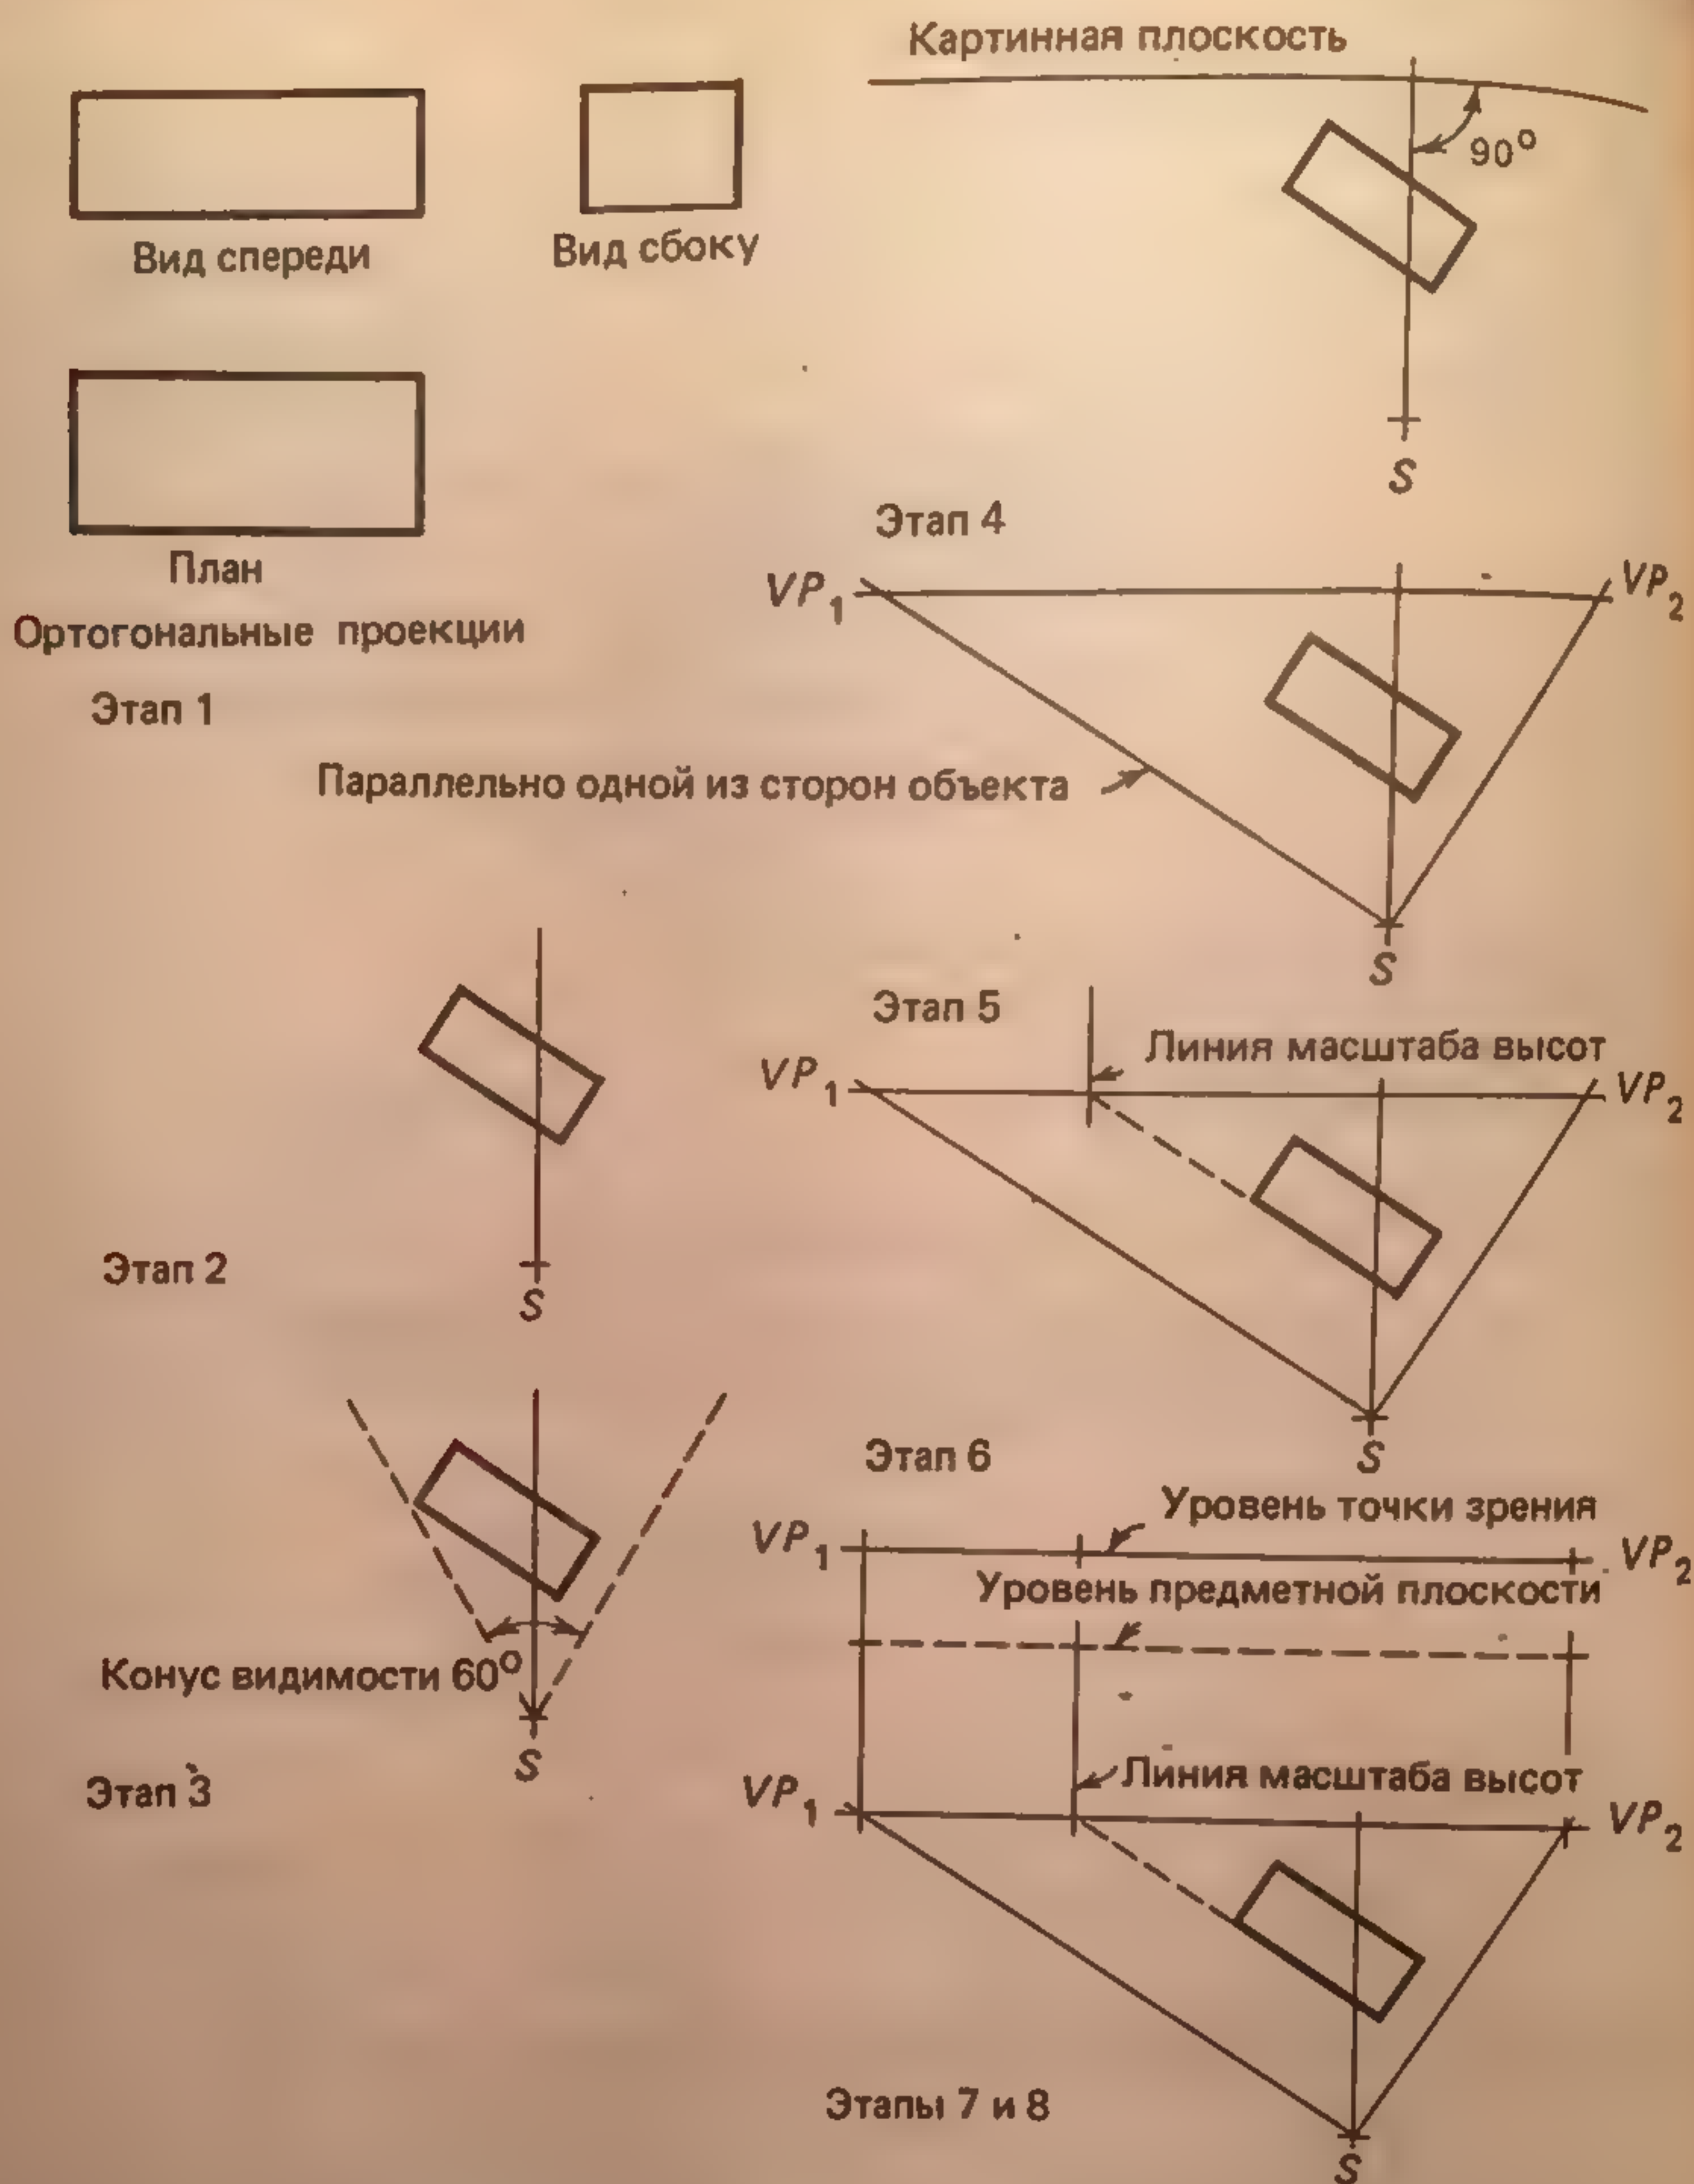 Вид спереди
Вид сбоку
План
Ортогональные проекции
Этап 1
Этап 2
S
Конус видимости 60°
S
Этап 3
Картинная плоскость
90°
S
Этап 4
VP1
VP2
Параллельно одной из сторон объекта
S
Этап 5
Линия масштаба высот
VP1
VP2
S
Этап 6
Уровень точки зрения
VP1
VP2
Уровень предметной плоскости
Линия масштаба высот
VP1
VP2
Этапы 7 и 8
S